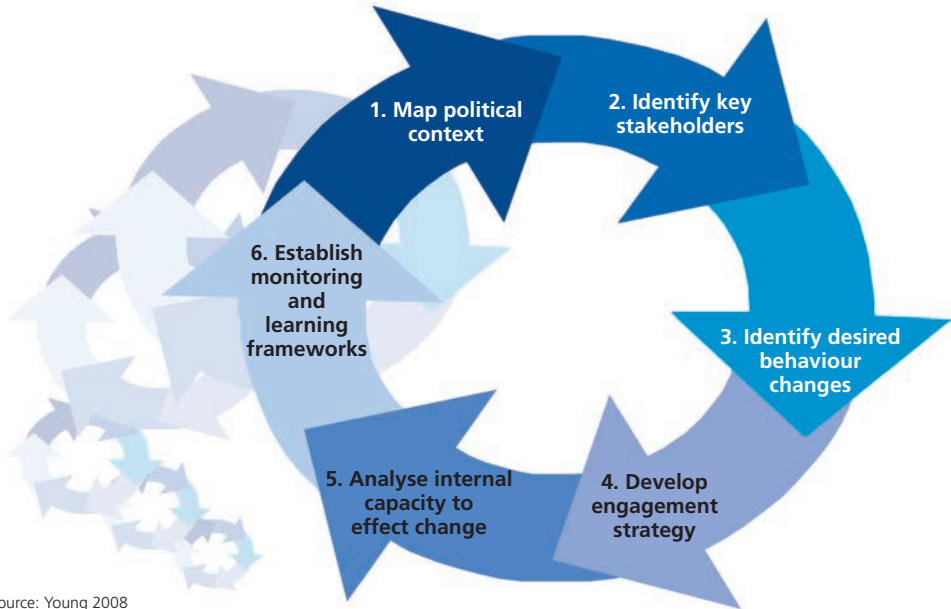 1. Map political
context
2. Identify key
stakeholders
3. Identify desired
behaviour
changes
4. Develop
engagement
strategy
5. Analyse internal
capacity to
effect change
6. Establish
monitoring
and
learning
frameworks
ource: Young 2008